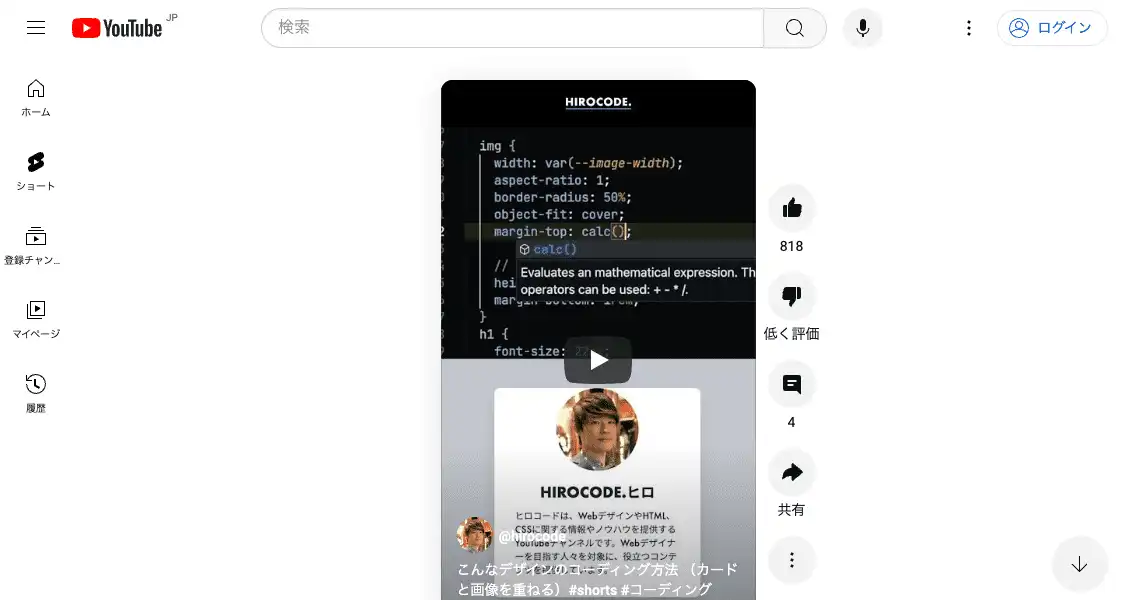 YouTube JP
検索
ログイン
ホーム
ショート
登録チャン...
マイページ
履歴
HIROCODE.
img {
width: var(--image-width);
aspect-ratio: 1;
border-radius: 50%;
object-fit: cover;
margin-top: calc();
calc()
//
Evaluates an mathematical expression. Th
operators can be used: + - * /.
hei
margin-bottom: 1rem;
}
h1 {
font-size:
818
低く評価
4
共有
HIROCODE.ヒロ
ヒロコードは、WebデザインやHTML、
CSSに関する情報やノウハウを提供する
YouTubeチャンネルです。Webデザイナ
ーを目指す人々を対象に、役立つコンテ
@hirocode
こんなデザインのコーディング方法 （カード
と画像を重ねる）#shorts #コーディング